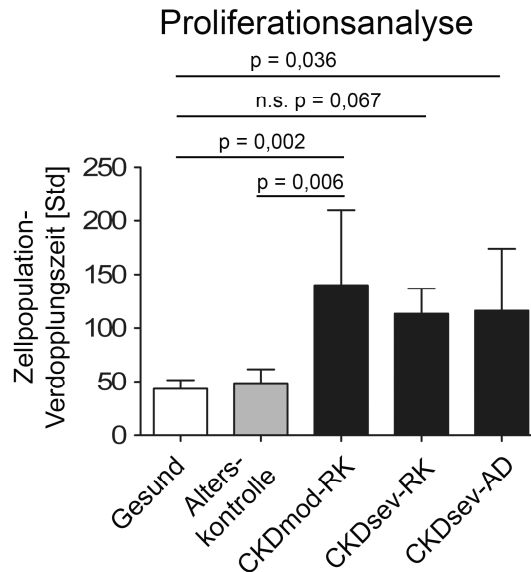 Proliferationsanalyse
p = 0,036
n.s. p = 0,067
p = 0,002
p = 0,006
Zellpopulation-
Verdopplungszeit [Std]
250
200
150
100
50
0
Gesund
Alters-
kontrolle
CKDmod-RK
CKDsev-RK
CKDsev-AD